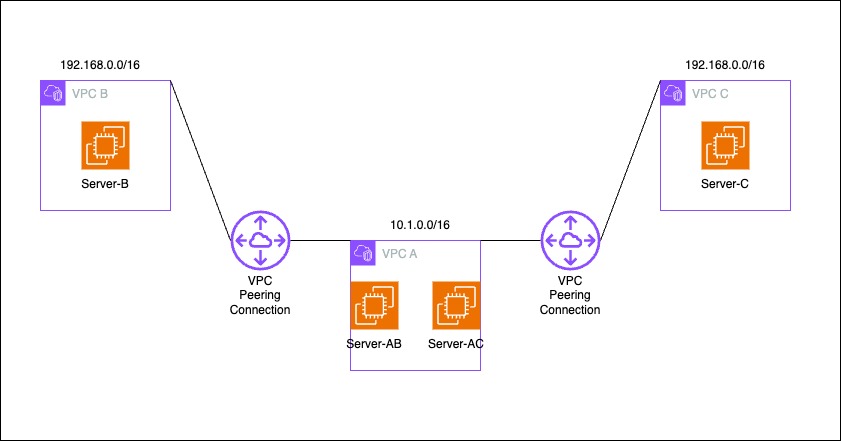 192.168.0.0/16
192.168.0.0/16
VPC B
VPC C
Server-B
Server-C
10.1.0.0/16
VPC A
VPC
Peering
Connection
VPC
Peering
Connection
Server-AB
Server-AC